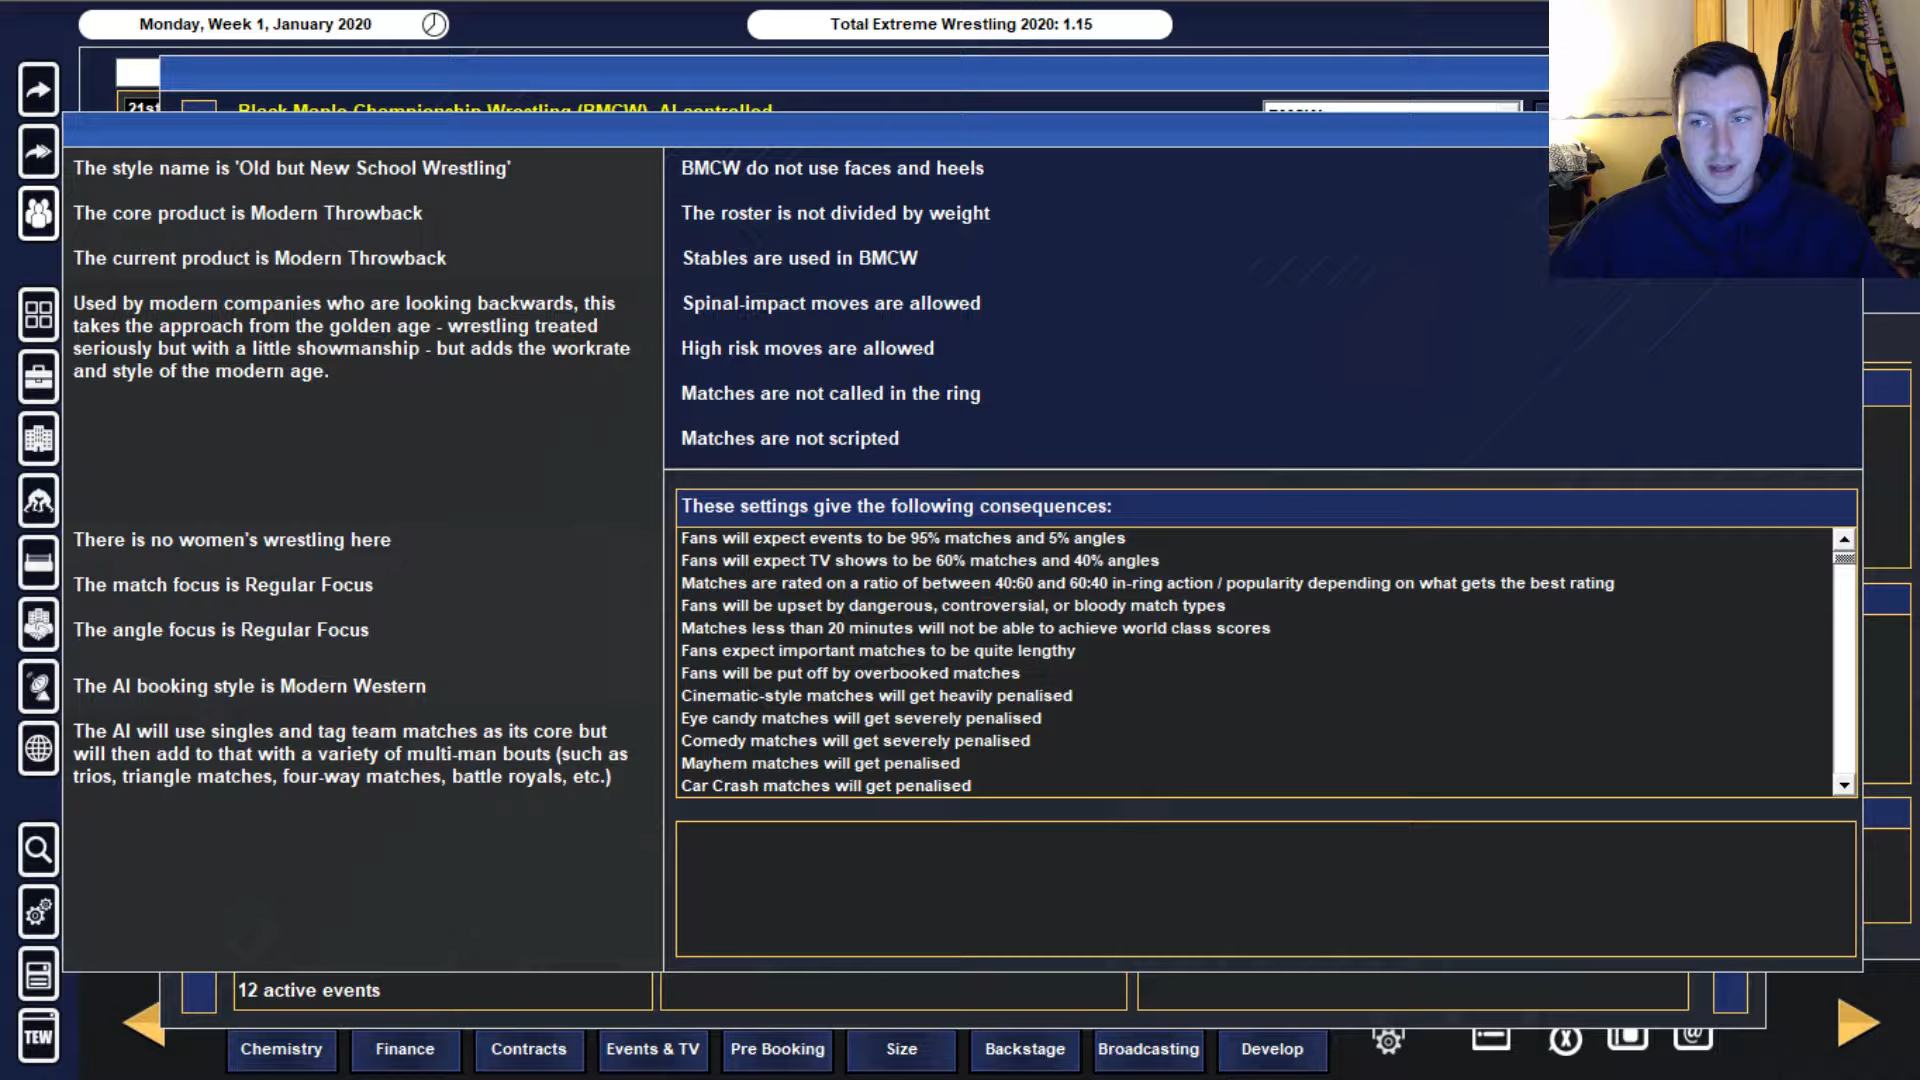 Monday, Week 1, January 2020
Total Extreme Wrestling 2020: 1.15
21st
Black Maple Championship Wrestling (BMCW), AI controlled
The style name is 'Old but New School Wrestling'
The core product is Modern Throwback
The current product is Modern Throwback
Used by modern companies who are looking backwards, this
takes the approach from the golden age - wrestling treated
seriously but with a little showmanship - but adds the workrate
and style of the modern age.
There is no women's wrestling here
The match focus is Regular Focus
The angle focus is Regular Focus
The AI booking style is Modern Western
The AI will use singles and tag team matches as its core but
will then add to that with a variety of multi-man bouts (such as
trios, triangle matches, four-way matches, battle royals, etc.)
BMCW do not use faces and heels
The roster is not divided by weight
Stables are used in BMCW
Spinal-impact moves are allowed
High risk moves are allowed
Matches are not called in the ring
Matches are not scripted
These settings give the following consequences:
Fans will expect events to be 95% matches and 5% angles
Fans will expect TV shows to be 60% matches and 40% angles
Matches are rated on a ratio of between 40:60 and 60:40 in-ring action / popularity depending on what gets the best rating
Fans will be upset by dangerous, controversial, or bloody match types
Matches less than 20 minutes will not be able to achieve world class scores
Fans expect important matches to be quite lengthy
Fans will be put off by overbooked matches
Cinematic-style matches will get heavily penalised
Eye candy matches will get severely penalised
Comedy matches will get severely penalised
Mayhem matches will get penalised
Car Crash matches will get penalised
12 active events
TEW
Chemistry
Finance
Contracts
Events & TV
Pre Booking
Size
Backstage
Broadcasting
Develop